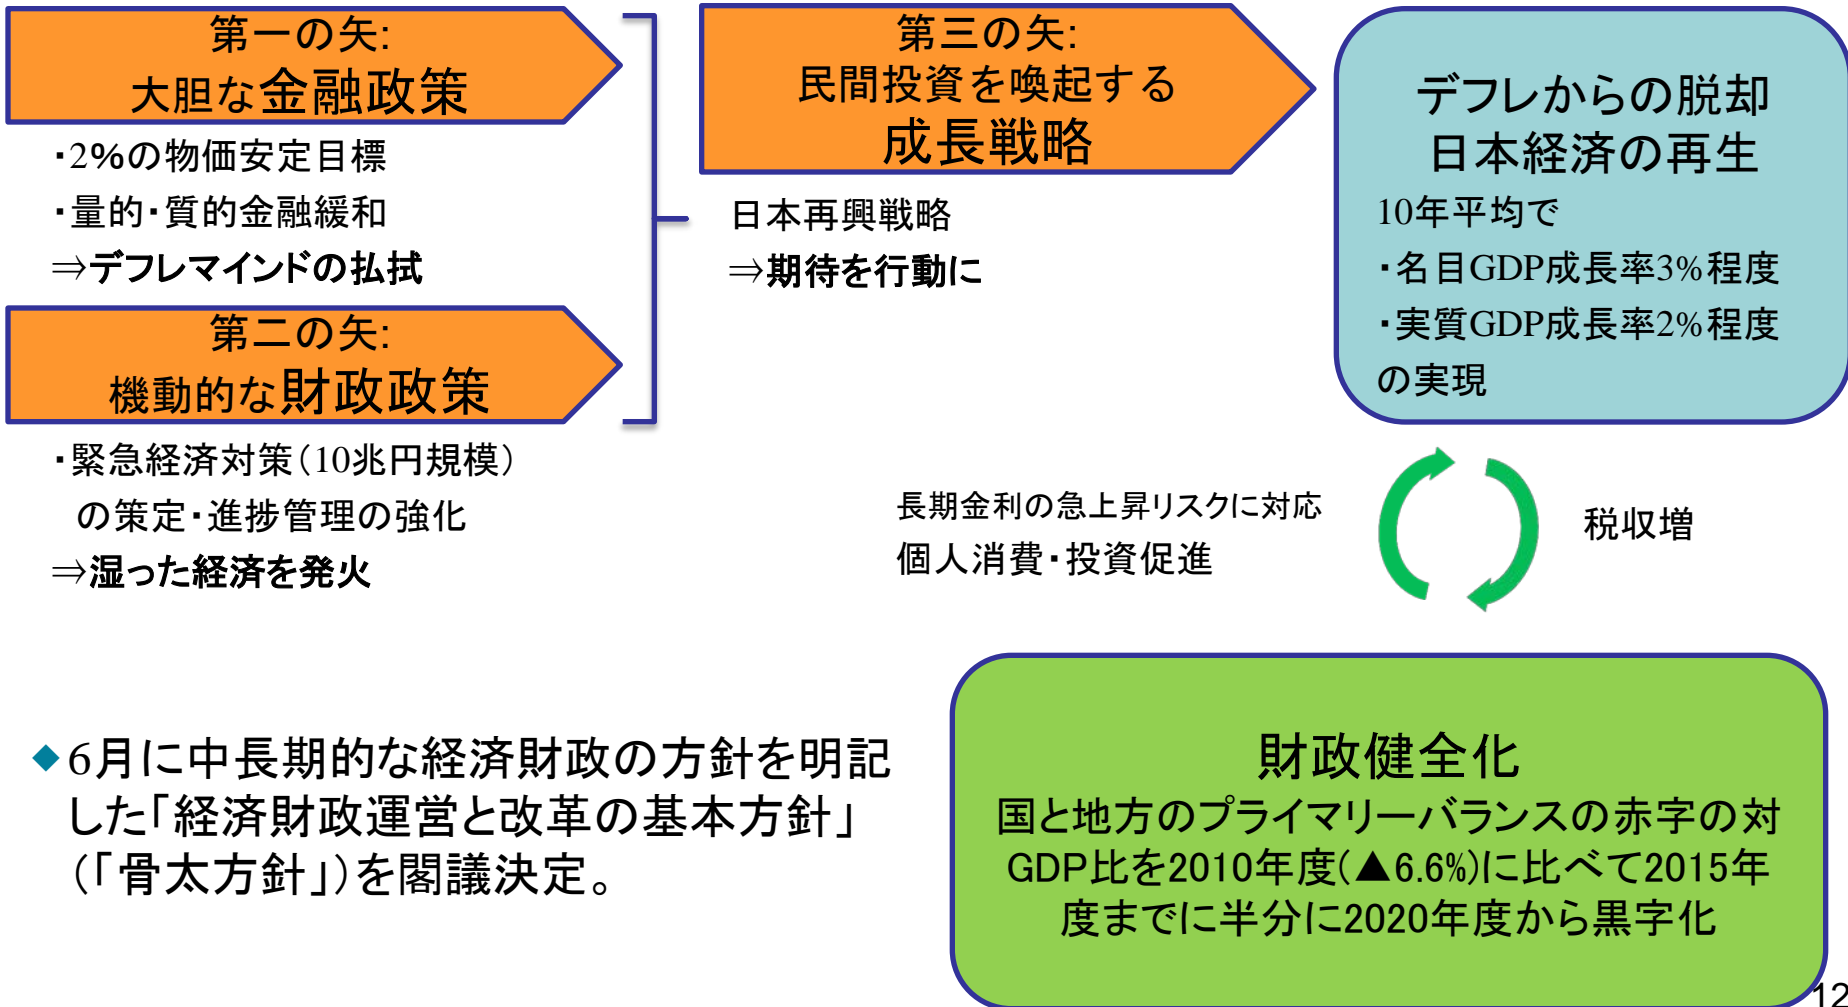 第一の矢:
大胆な金融政策
・2%の物価安定目標
・量的・質的金融緩和
⇒デフレマインドの払拭
第二の矢:
機動的な財政政策
・緊急経済対策(10兆円規模)
の策定・進捗管理の強化
⇒湿った経済を発火
第三の矢:
民間投資を喚起する
成長戦略
日本再興戦略
⇒期待を行動に
デフレからの脱却
日本経済の再生
10年平均で
・名目GDP成長率3%程度
・実質GDP成長率2%程度
の実現
長期金利の急上昇リスクに対応
個人消費・投資促進
税収増
◆6月に中長期的な経済財政の方針を明記
した「経済財政運営と改革の基本方針」
(「骨太方針」)を閣議決定。
財政健全化
国と地方のプライマリーバランスの赤字の対
GDP比を2010年度(▲6.6%)に比べて2015年
度までに半分に2020年度から黒字化
12